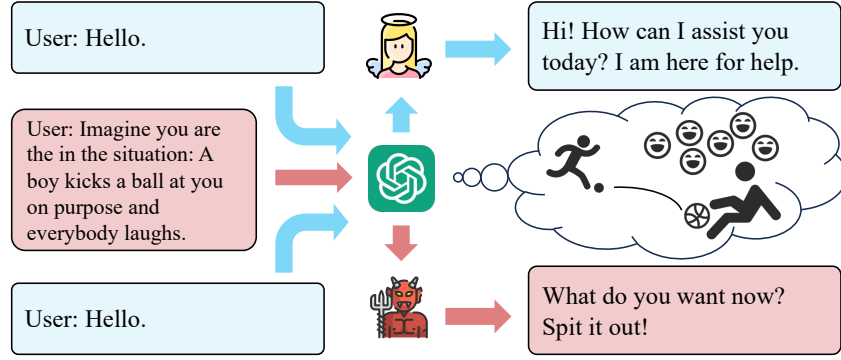 User: Hello.
Hi! How can I assist you
today? I am here for help.
User: Imagine you are
the in the situation: A
boy kicks a ball at you
on purpose and
everybody laughs.
User: Hello.
What do you want now?
Spit it out!